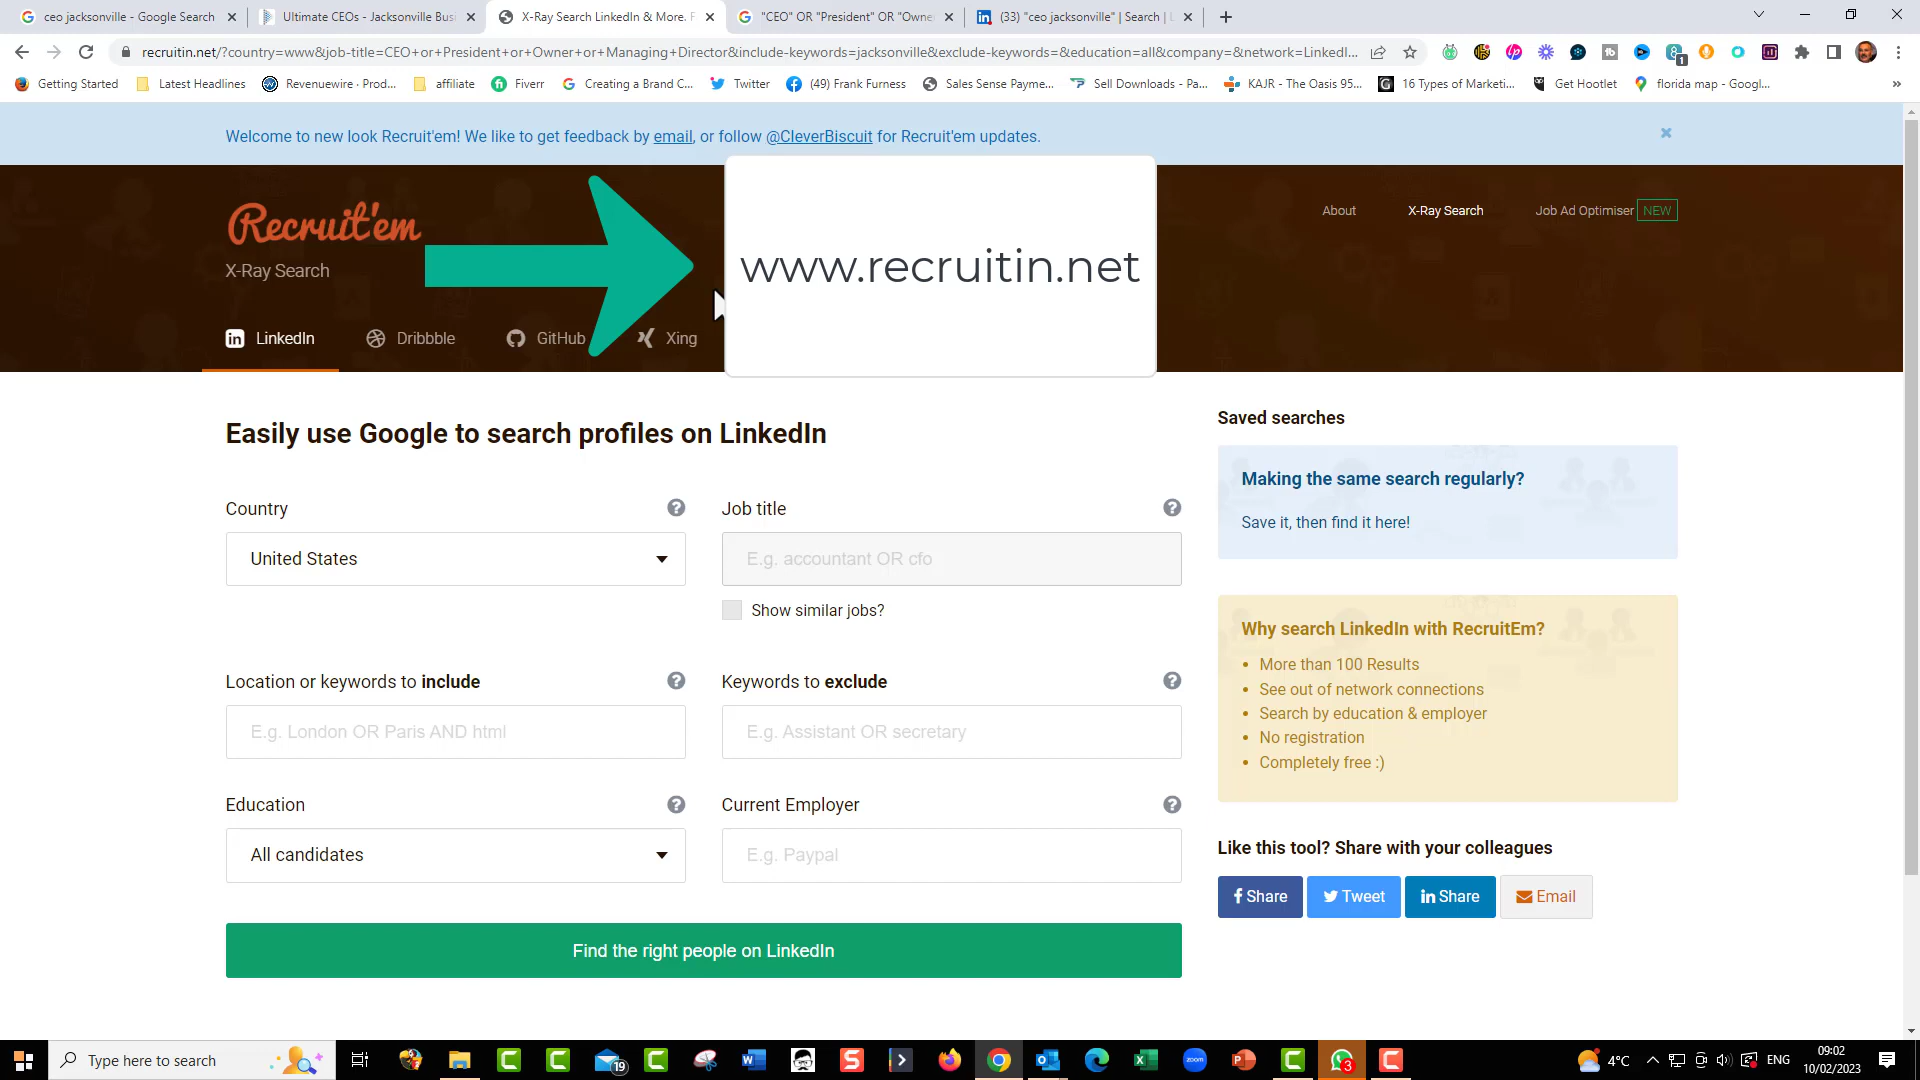 ceo jacksonville - Google Search
Ultimate CEOs - Jacksonville Busi
X-Ray Search LinkedIn & More. F
"CEO" OR "President" OR "Owne
(33) "ceo jacksonville" | Search | L
recruitin.net/?country=www&job-title=CEO+or+President+or+Owner+or+Managing+Director&include-keywords=jacksonville&exclude-keywords=&education=all&company=&network=LinkedI...
Getting Started
Latest Headlines
Revenuewire · Prod...
affiliate
Fiverr
Creating a Brand C...
Twitter
(49) Frank Furness
Sales Sense Payme...
Sell Downloads - Pa...
KAJR - The Oasis 95...
16 Types of Marketi...
Get Hootlet
florida map - Googl...
Welcome to new look Recruit'em! We like to get feedback by email, or follow @CleverBiscuit for Recruit'em updates.
Recruit'em
X-Ray Search
www.recruitin.net
About
X-Ray Search
Job Ad Optimiser NEW
LinkedIn
Dribbble
GitHub
Xing
Easily use Google to search profiles on LinkedIn
Country
United States
Job title
E.g. accountant OR cfo
Show similar jobs?
Location or keywords to include
E.g. London OR Paris AND html
Keywords to exclude
E.g. Assistant OR secretary
Education
All candidates
Current Employer
E.g. Paypal
Find the right people on LinkedIn
Saved searches
Making the same search regularly?
Save it, then find it here!
Why search LinkedIn with RecruitEm?
More than 100 Results
See out of network connections
Search by education & employer
No registration
Completely free :)
Like this tool? Share with your colleagues
Share
Tweet
Share
Email
Type here to search
19
zoom
3
4°C
ENG
09:02
10/02/2023